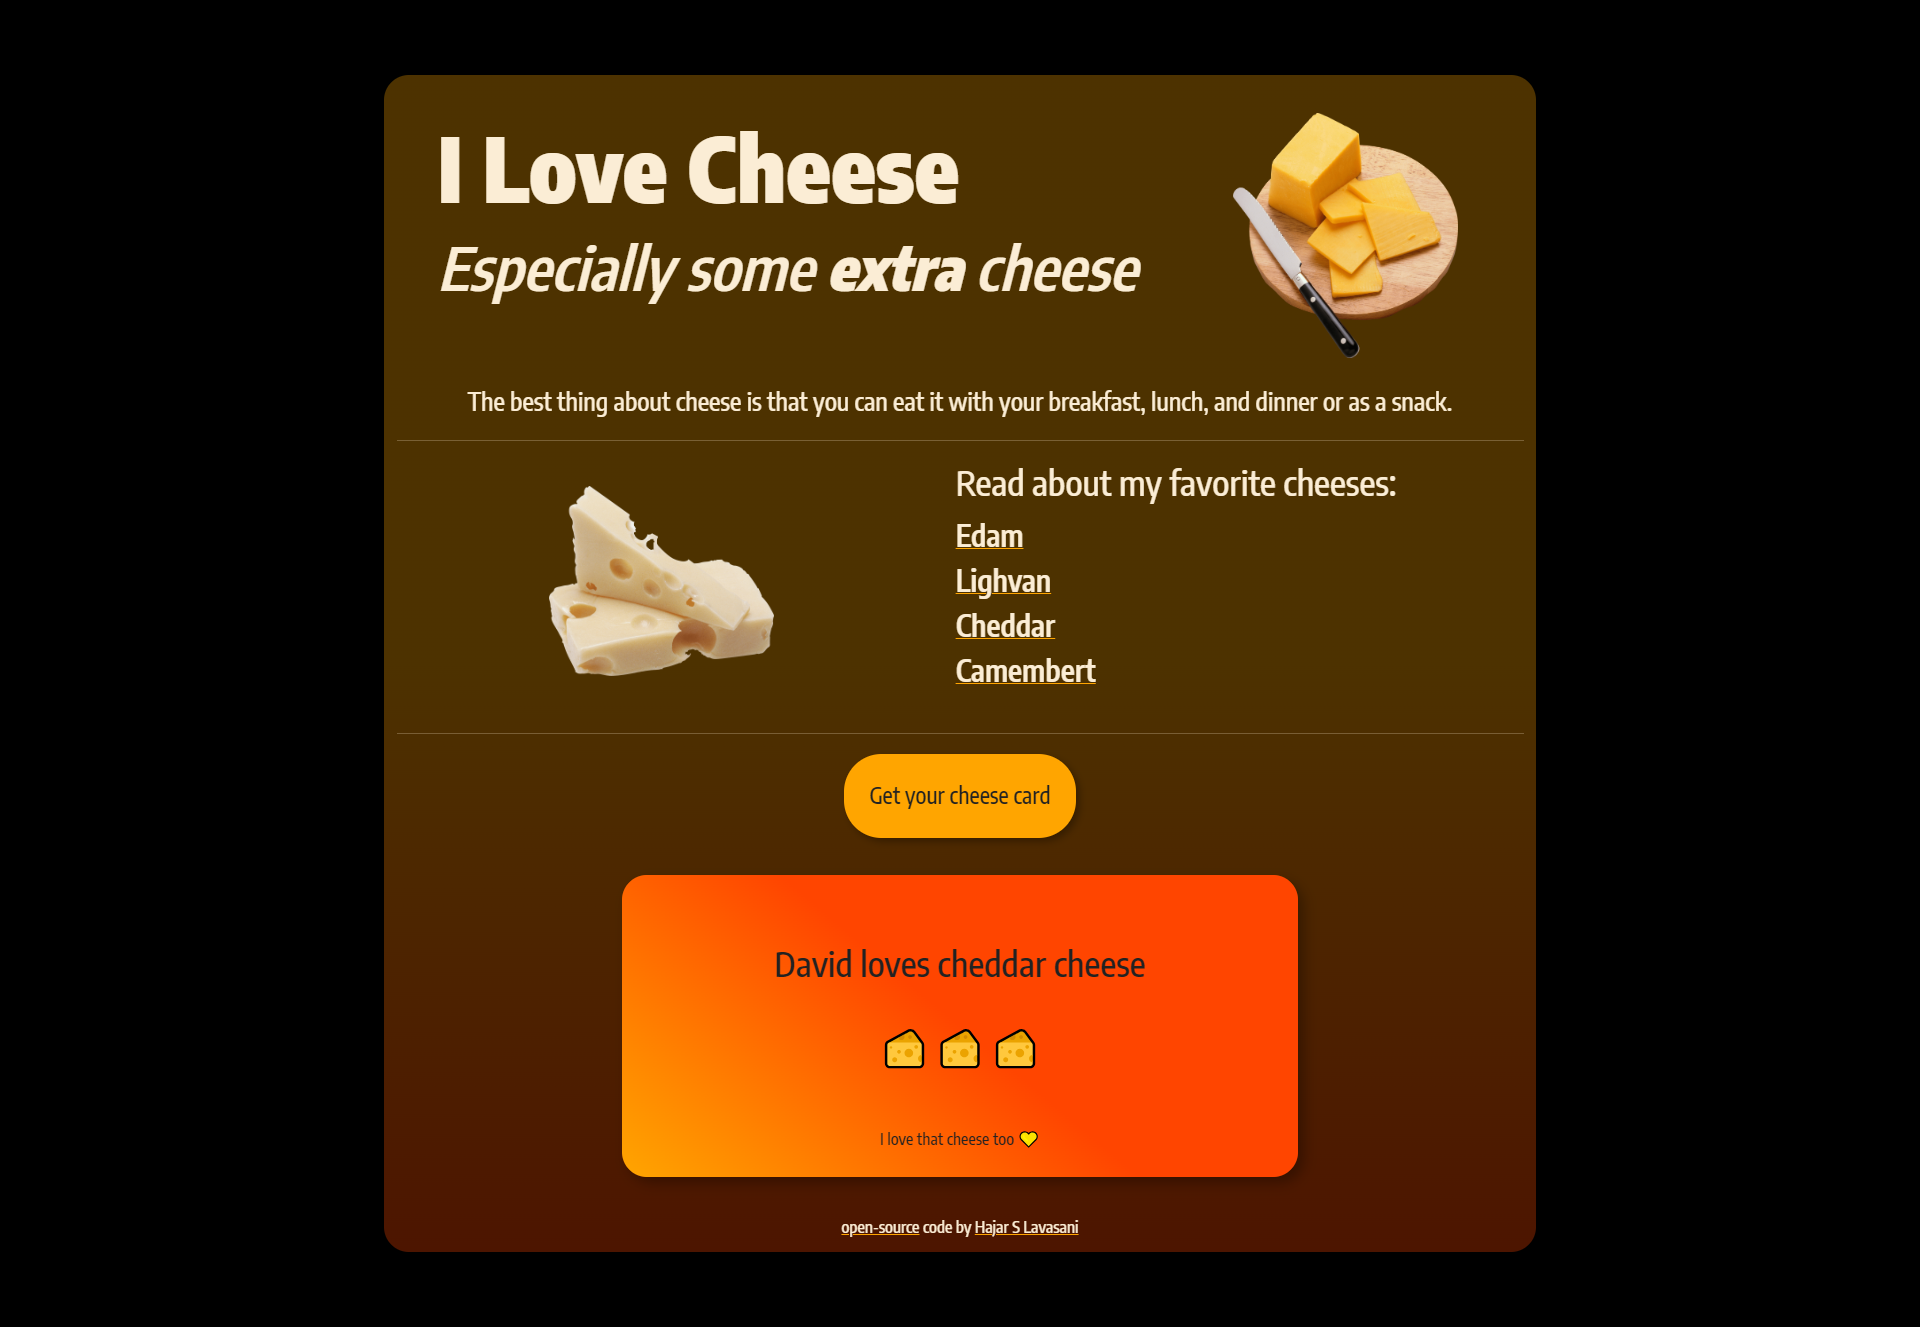 I Love Cheese
Especially some extra cheese
The best thing about cheese is that you can eat it with your breakfast, lunch, and dinner or as a snack.
Read about my favorite cheeses:
Edam
Lighvan
Cheddar
Camembert
Get your cheese card
David loves cheddar cheese
🧀 🧀 🧀
I love that cheese too 💛
open-source code by Hajar S Lavasani